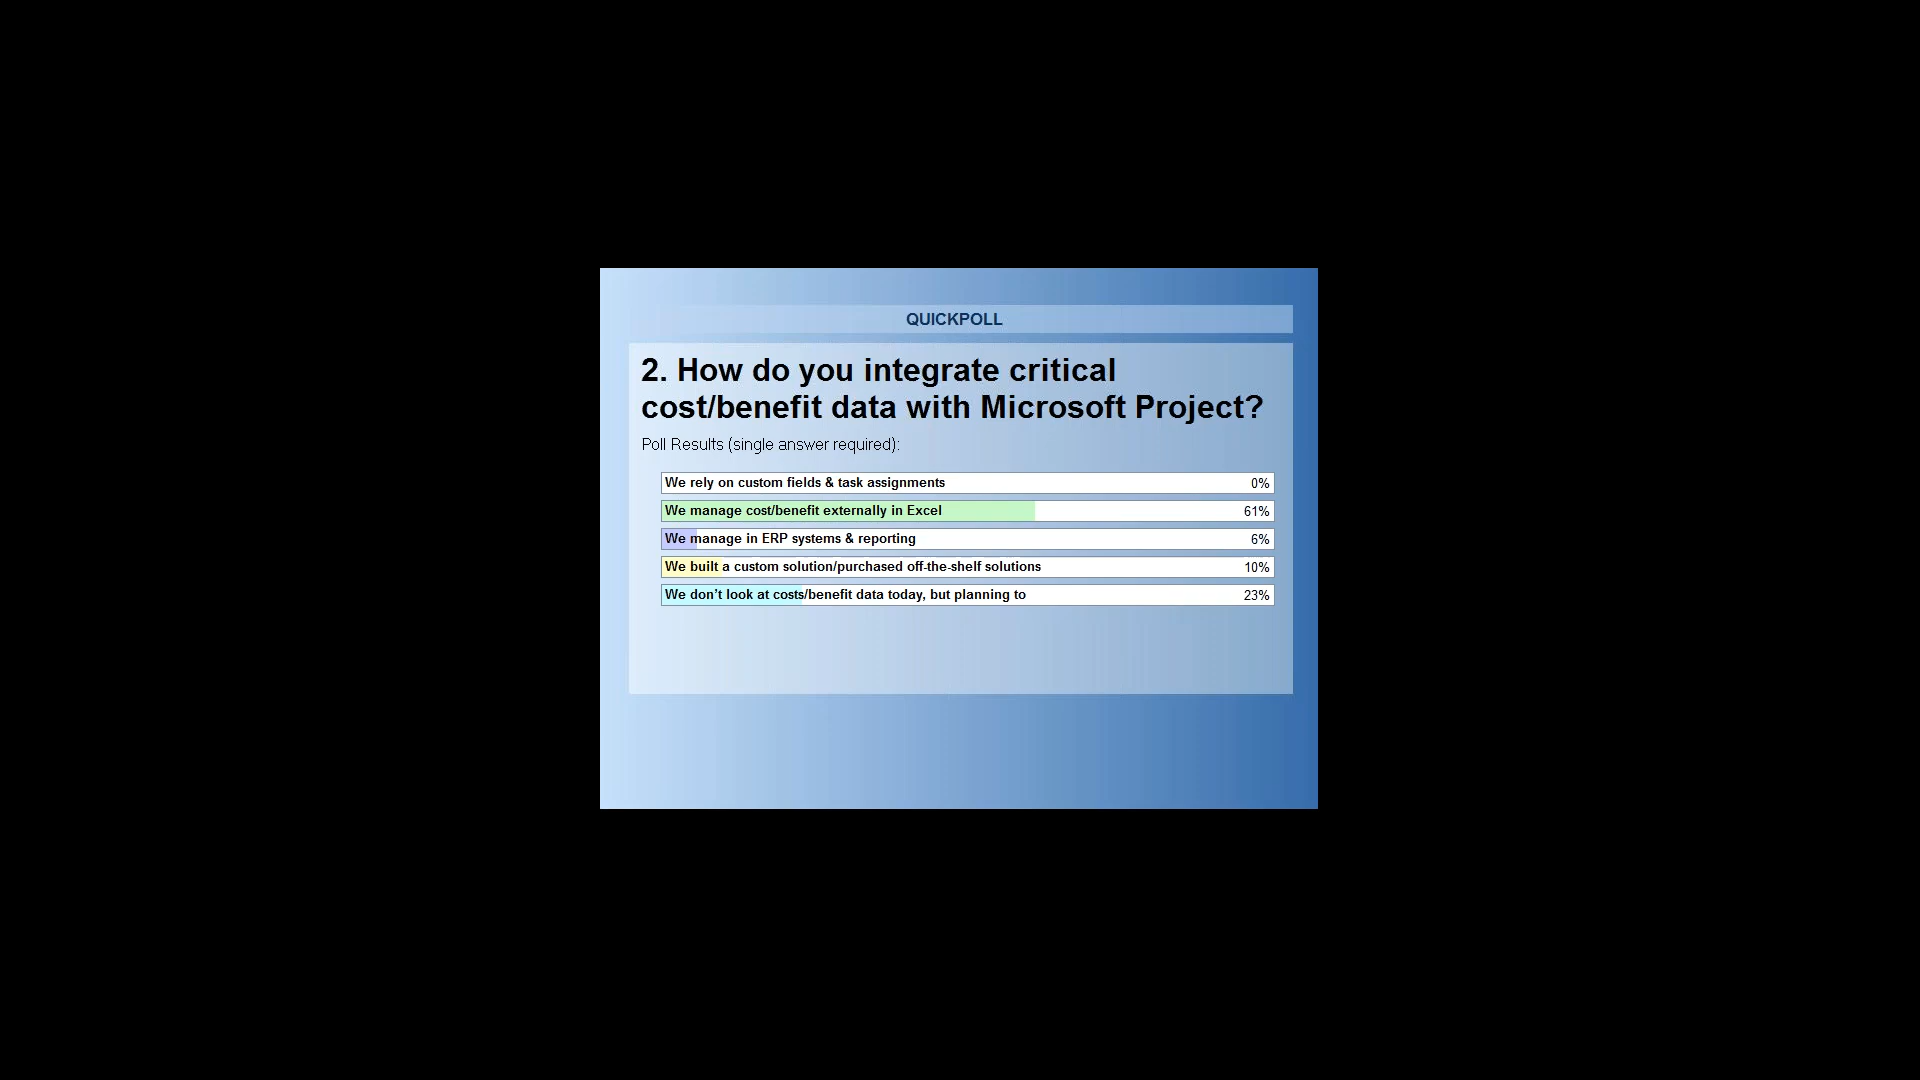 QUICKPOLL
2. How do you integrate critical
cost/benefit data with Microsoft Project?
Poll Results (single answer required):
We rely on custom fields & task assignments 0%
We manage cost/benefit externally in Excel 61%
We manage in ERP systems & reporting 6%
We built a custom solution/purchased off-the-shelf solutions 10%
We don’t look at costs/benefit data today, but planning to 23%